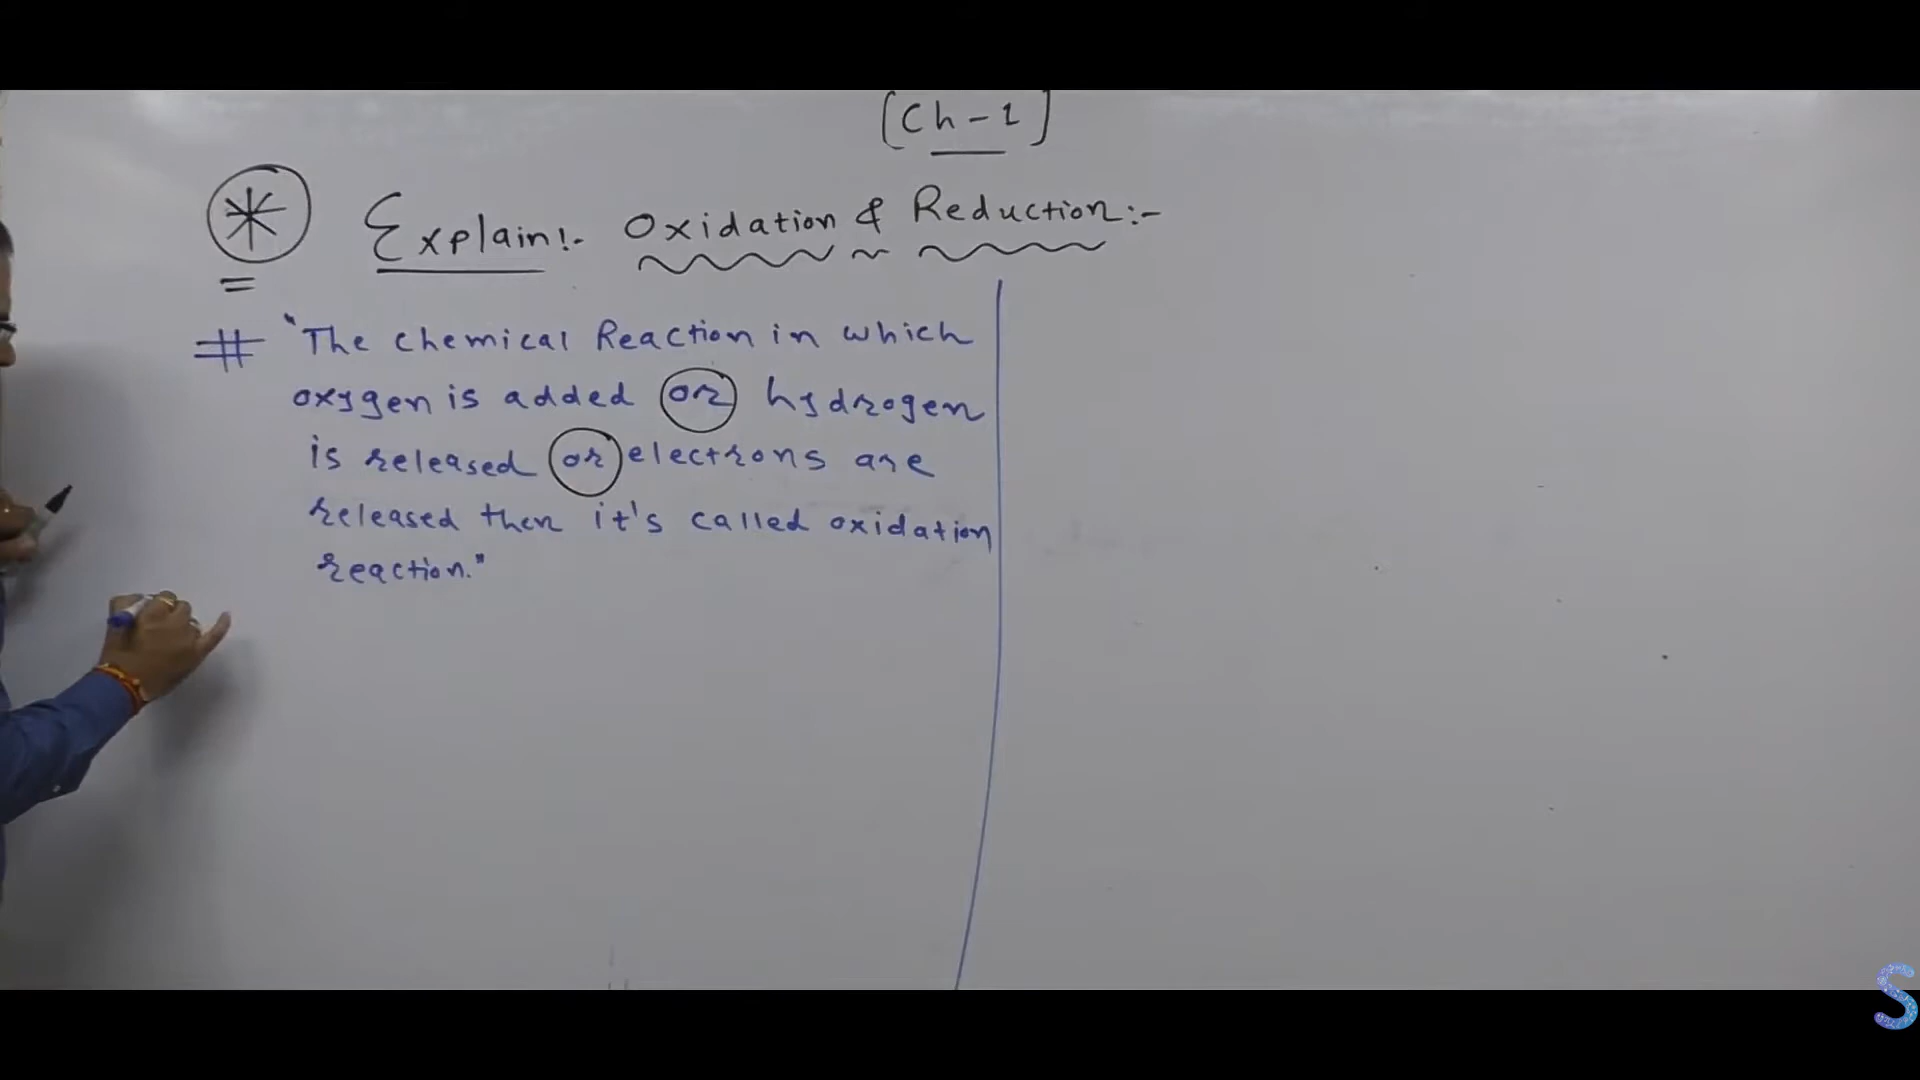 [Ch-1]
* Explain:- Oxidation & Reduction:-
# "The chemical Reaction in which
oxygen is added or hydrogen
is released or electrons are
released then it's called oxidation
reaction."
S